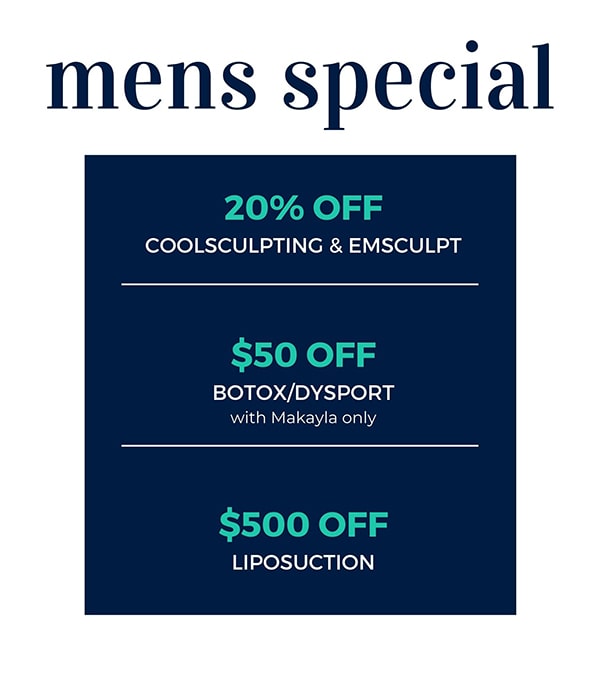 mens special
20% OFF
COOLSCULPTING & EMSCULPT
$50 OFF
BOTOX/DYSPORT
with Makayla only
$500 OFF
LIPOSUCTION